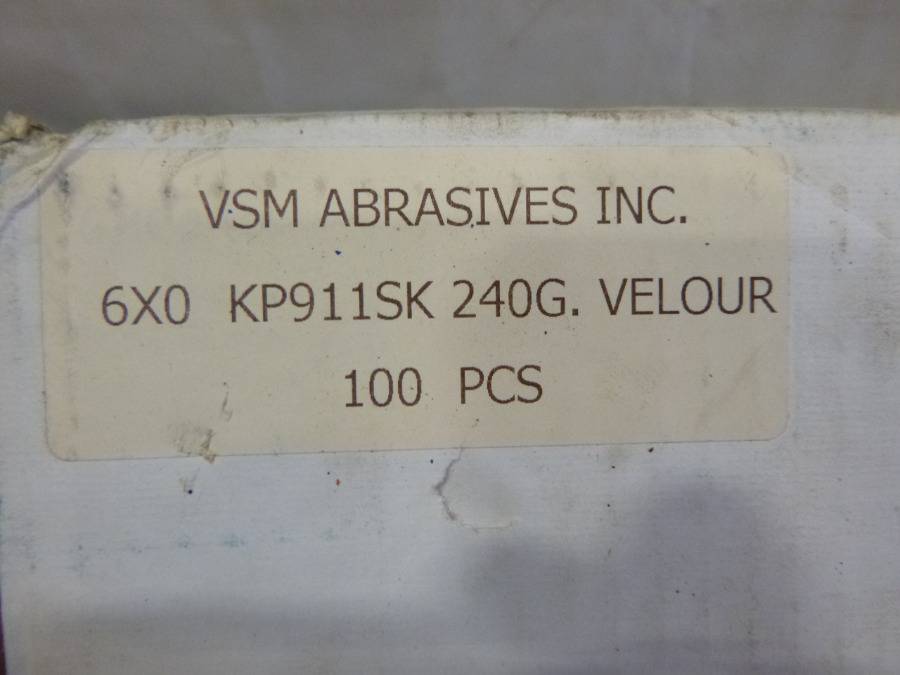 VSM ABRASIVES INC.
6X0 KP911SK 240G. VELOUR
100 PCS